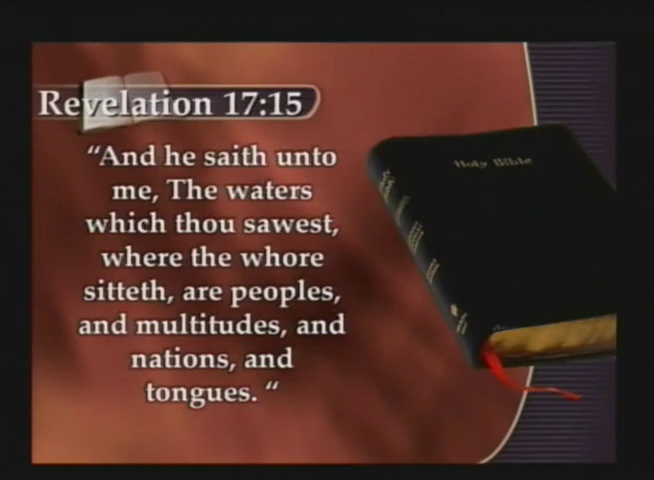 Revelation 17:15
“And he saith unto
me, The waters
which thou sawest,
where the whore
sitteth, are peoples,
and multitudes, and
nations, and
tongues. “
Holy Bible